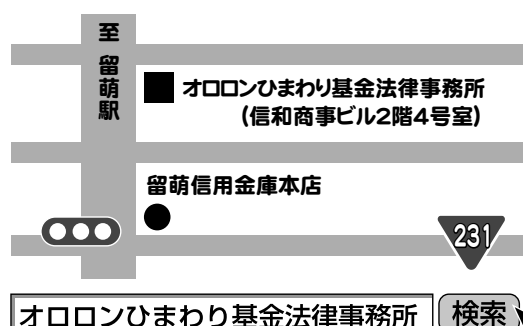 至 留萌駅
オロロンひまわり基金法律事務所
(信和商事ビル2階4号室)
留萌信用金庫本店
231
オロロンひまわり基金法律事務所 検索